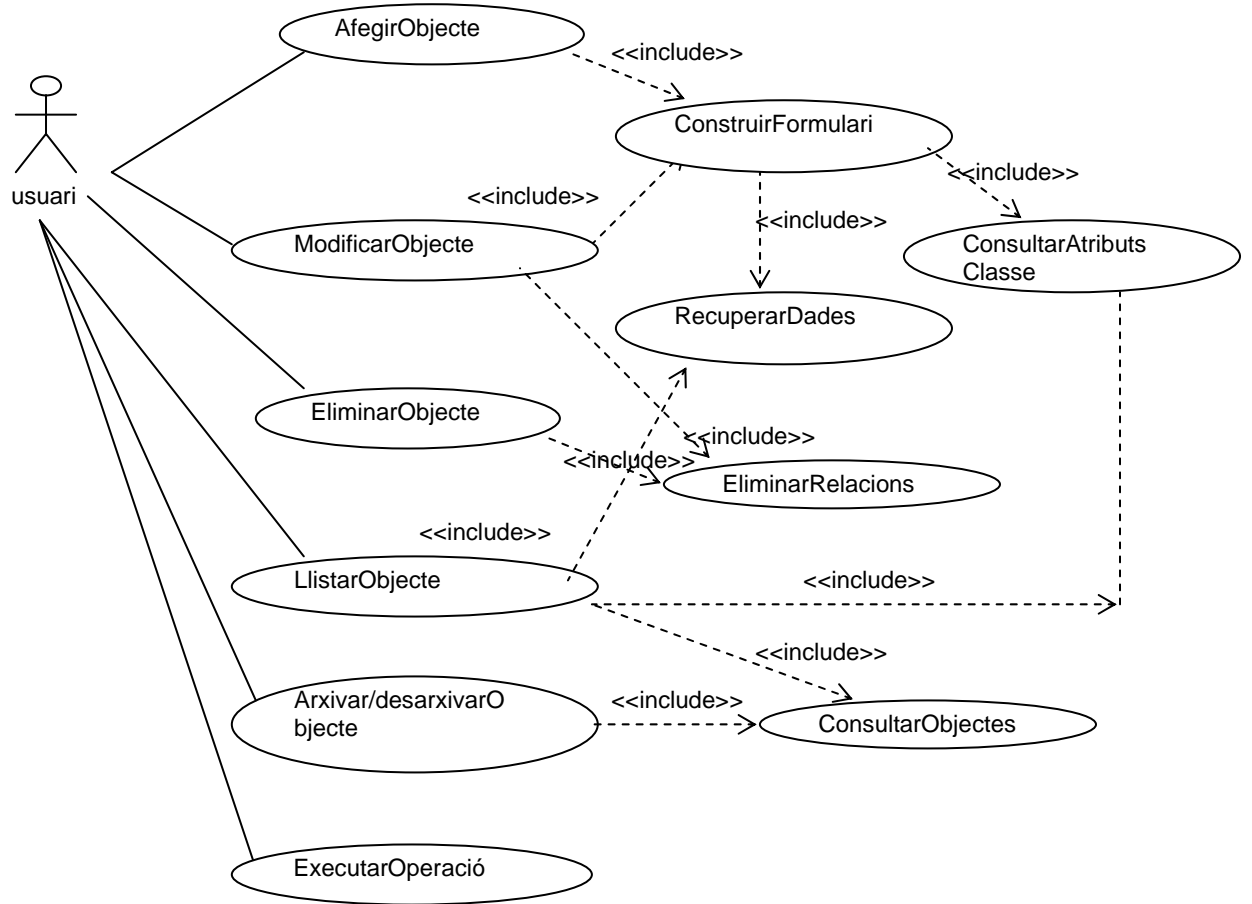 AfegirObjecte
<<include>>
ConstruirFormulari
<<include>>
usuari
<<include>>
<<include>>
ModificarObjecte
ConsultarAtributs
Classe
RecuperarDades
EliminarObjecte
<<include>>
<<include>>
EliminarRelacions
<<include>>
LlistarObjecte
<<include>>
<<include>>
Arxivar/desarxivarO
bjecte
<<include>>
ConsultarObjectes
ExecutarOperació